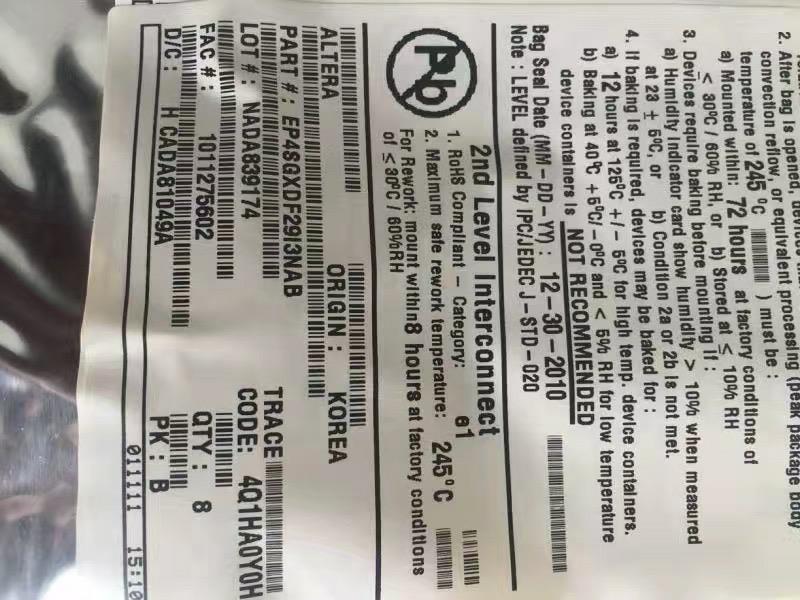 2. After bag is opened, devices
convection reflow, or equivalent processing (peak package body
temperature of 245 °C ) must be :
a) Mounted within: 72 hours at factory conditions of
≤ 30°C / 60% RH, or b) Stored at ≤ 10% RH
3. Devices require baking before mounting if :
a) Humidity Indicator card show humidity > 10% when measured
at 23 ± 5°C, or b) Condition 2a or 2b is not met.
4. If baking is required, devices may be baked for :
a) 12 hours at 125°C +/- 5°C for high temp. device containers.
b) Baking at 40°C +5°C/-0°C and < 5% RH for low temperature
device containers is NOT RECOMMENDED
Bag Seal Date (MM-DD-YY) : 12-30-2010
Note : LEVEL defined by IPC/JEDEC J-STD-020
Pb
2nd Level Interconnect
1. RoHS Compliant - Category: e1
2. Maximum safe rework temperature: 245°C
For Rework: mount within 8 hours at factory conditions
of ≤ 30°C / 60%RH
ALTERA ORIGIN : KOREA
PART # : EP4SGXDF29I3NAB
TRACE
CODE: 4Q1HA0Y0H
LOT # : NADA839174
QTY : 8
FAC # : 1011275602
PK : B
D/C : H CADA81049A
011111 15:10